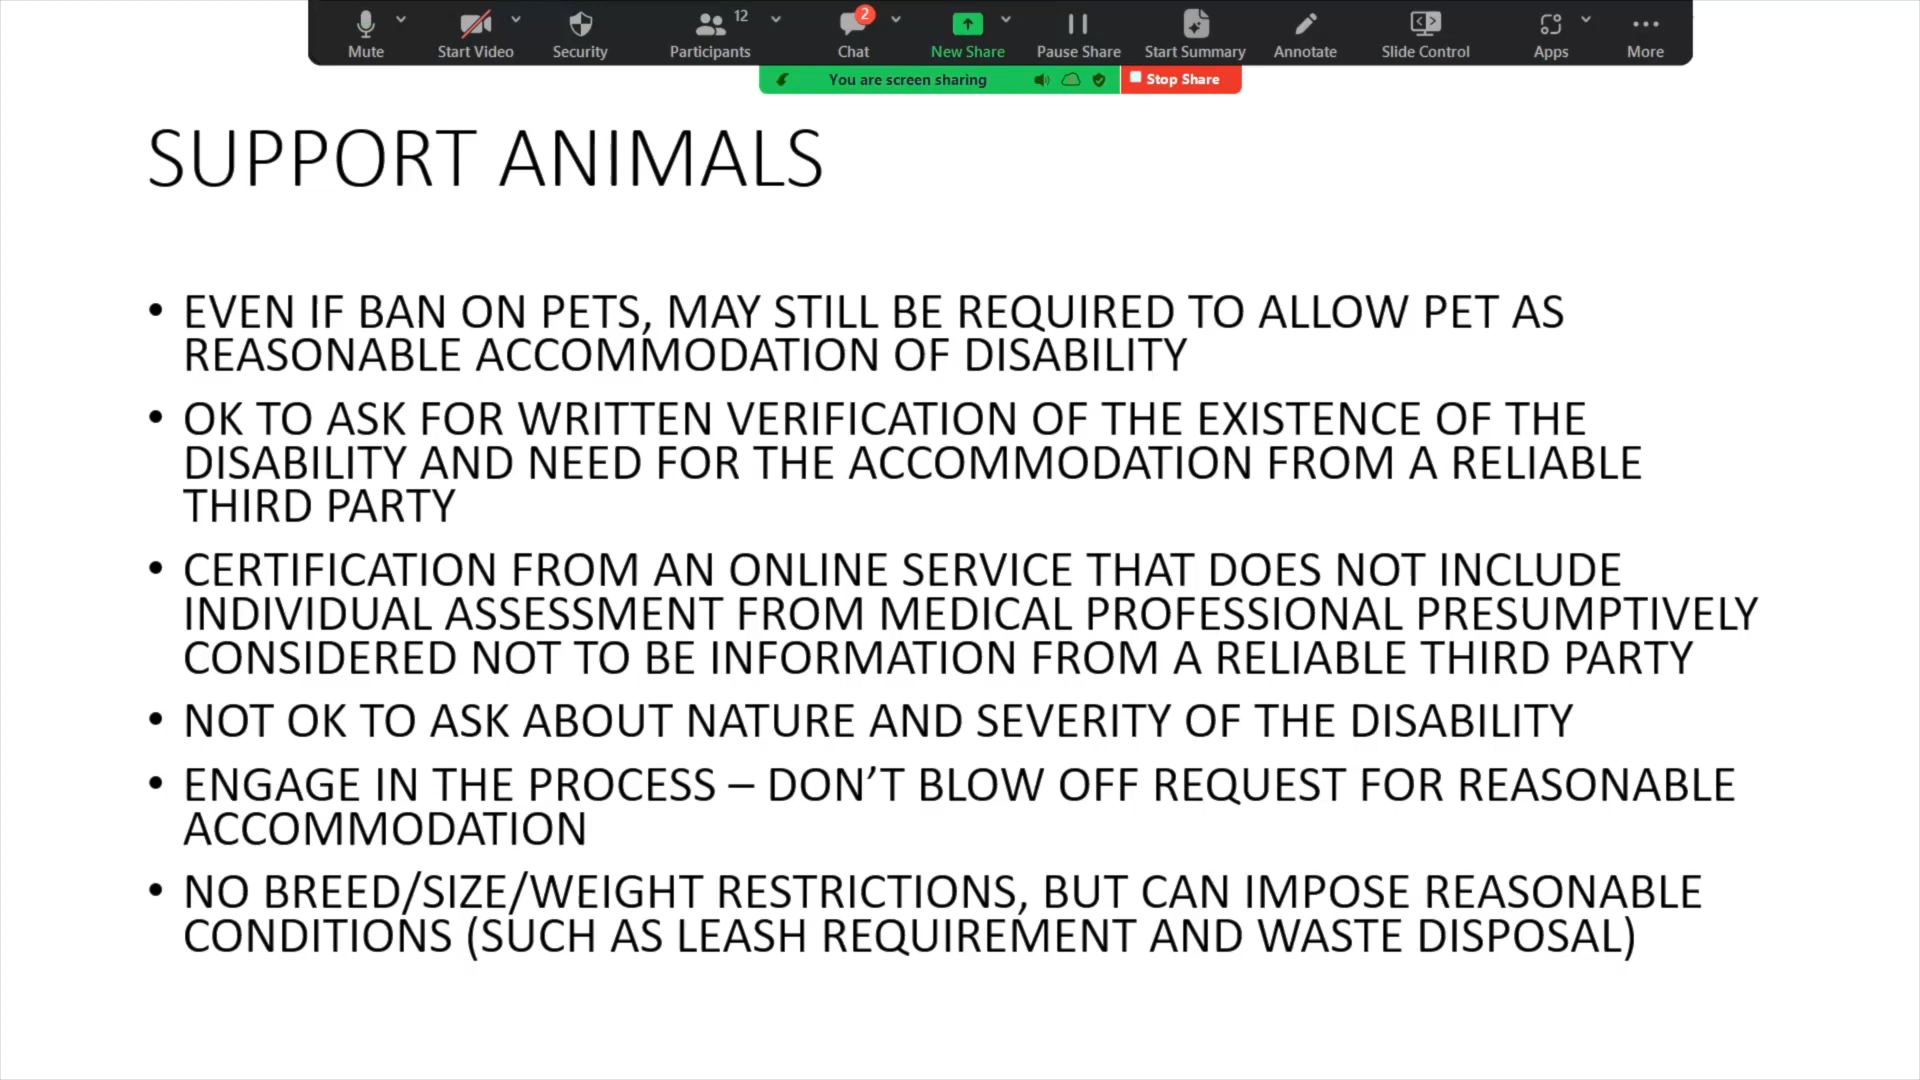 12
2
Mute
Start Video
Security
Participants
Chat
New Share
Pause Share
Start Summary
Annotate
Slide Control
Apps
More
You are screen sharing
Stop Share
SUPPORT ANIMALS
• EVEN IF BAN ON PETS, MAY STILL BE REQUIRED TO ALLOW PET AS
REASONABLE ACCOMMODATION OF DISABILITY
• OK TO ASK FOR WRITTEN VERIFICATION OF THE EXISTENCE OF THE
DISABILITY AND NEED FOR THE ACCOMMODATION FROM A RELIABLE
THIRD PARTY
• CERTIFICATION FROM AN ONLINE SERVICE THAT DOES NOT INCLUDE
INDIVIDUAL ASSESSMENT FROM MEDICAL PROFESSIONAL PRESUMPTIVELY
CONSIDERED NOT TO BE INFORMATION FROM A RELIABLE THIRD PARTY
• NOT OK TO ASK ABOUT NATURE AND SEVERITY OF THE DISABILITY
• ENGAGE IN THE PROCESS – DON’T BLOW OFF REQUEST FOR REASONABLE
ACCOMMODATION
• NO BREED/SIZE/WEIGHT RESTRICTIONS, BUT CAN IMPOSE REASONABLE
CONDITIONS (SUCH AS LEASH REQUIREMENT AND WASTE DISPOSAL)